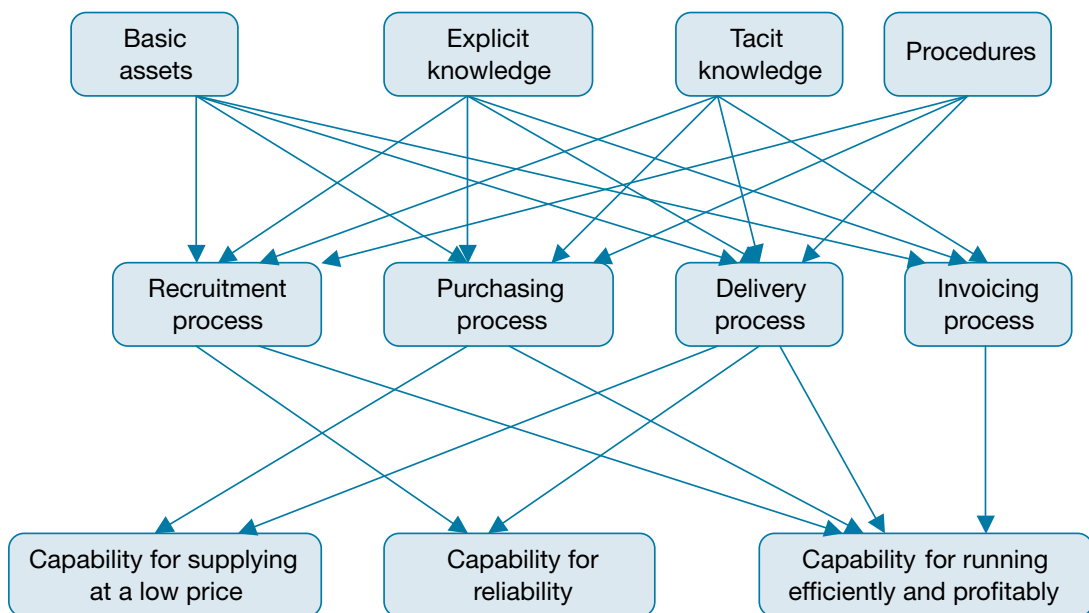 Basic
assets
Explicit
knowledge
Tacit
knowledge
Procedures
Recruitment
process
Purchasing
process
Delivery
process
Invoicing
process
Capability for supplying
at a low price
Capability for
reliability
Capability for running
efficiently and profitably